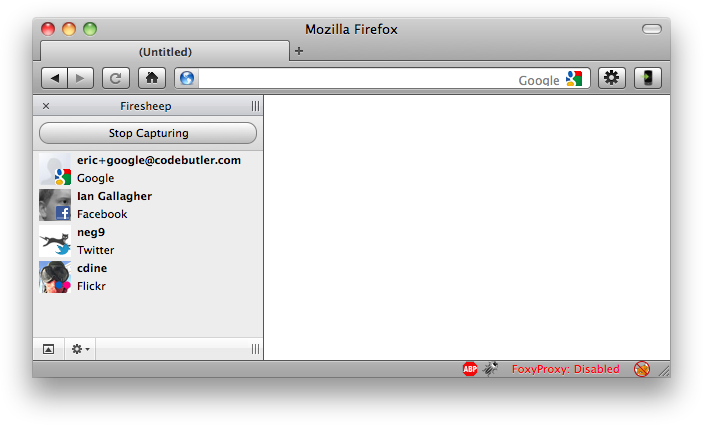 Mozilla Firefox
(Untitled)
Google
Firesheep
Stop Capturing
eric+google@codebutler.com
Google
Ian Gallagher
Facebook
neg9
Twitter
cdine
Flickr
ABP
FoxyProxy: Disabled